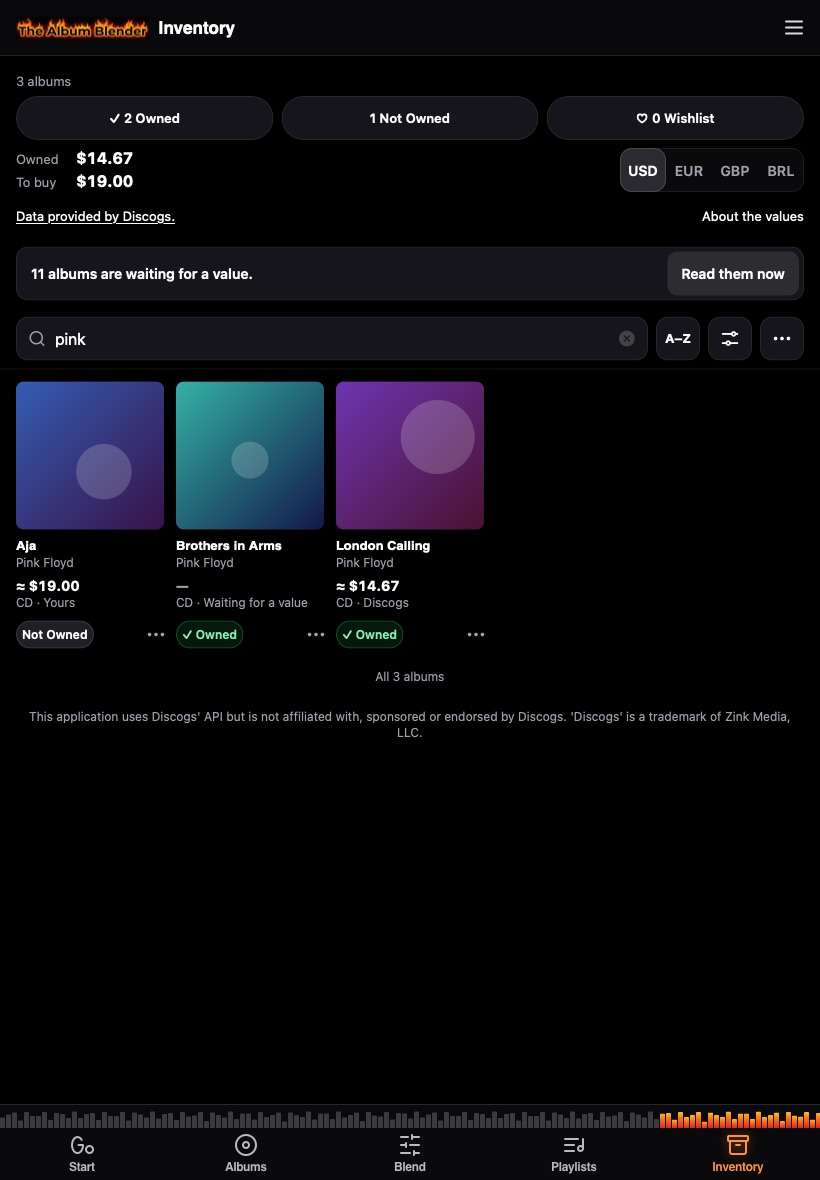 The Album Blender Inventory
3 albums
✓ 2 Owned
1 Not Owned
♡ 0 Wishlist
Owned $14.67
To buy $19.00
USD EUR GBP BRL
Data provided by Discogs.
About the values
11 albums are waiting for a value.
Read them now
pink
A–Z
Aja
Pink Floyd
≈ $19.00
CD · Yours
Not Owned
Brothers in Arms
Pink Floyd
—
CD · Waiting for a value
✓ Owned
London Calling
Pink Floyd
≈ $14.67
CD · Discogs
✓ Owned
All 3 albums
This application uses Discogs' API but is not affiliated with, sponsored or endorsed by Discogs. 'Discogs' is a trademark of Zink Media,
LLC.
Start
Albums
Blend
Playlists
Inventory